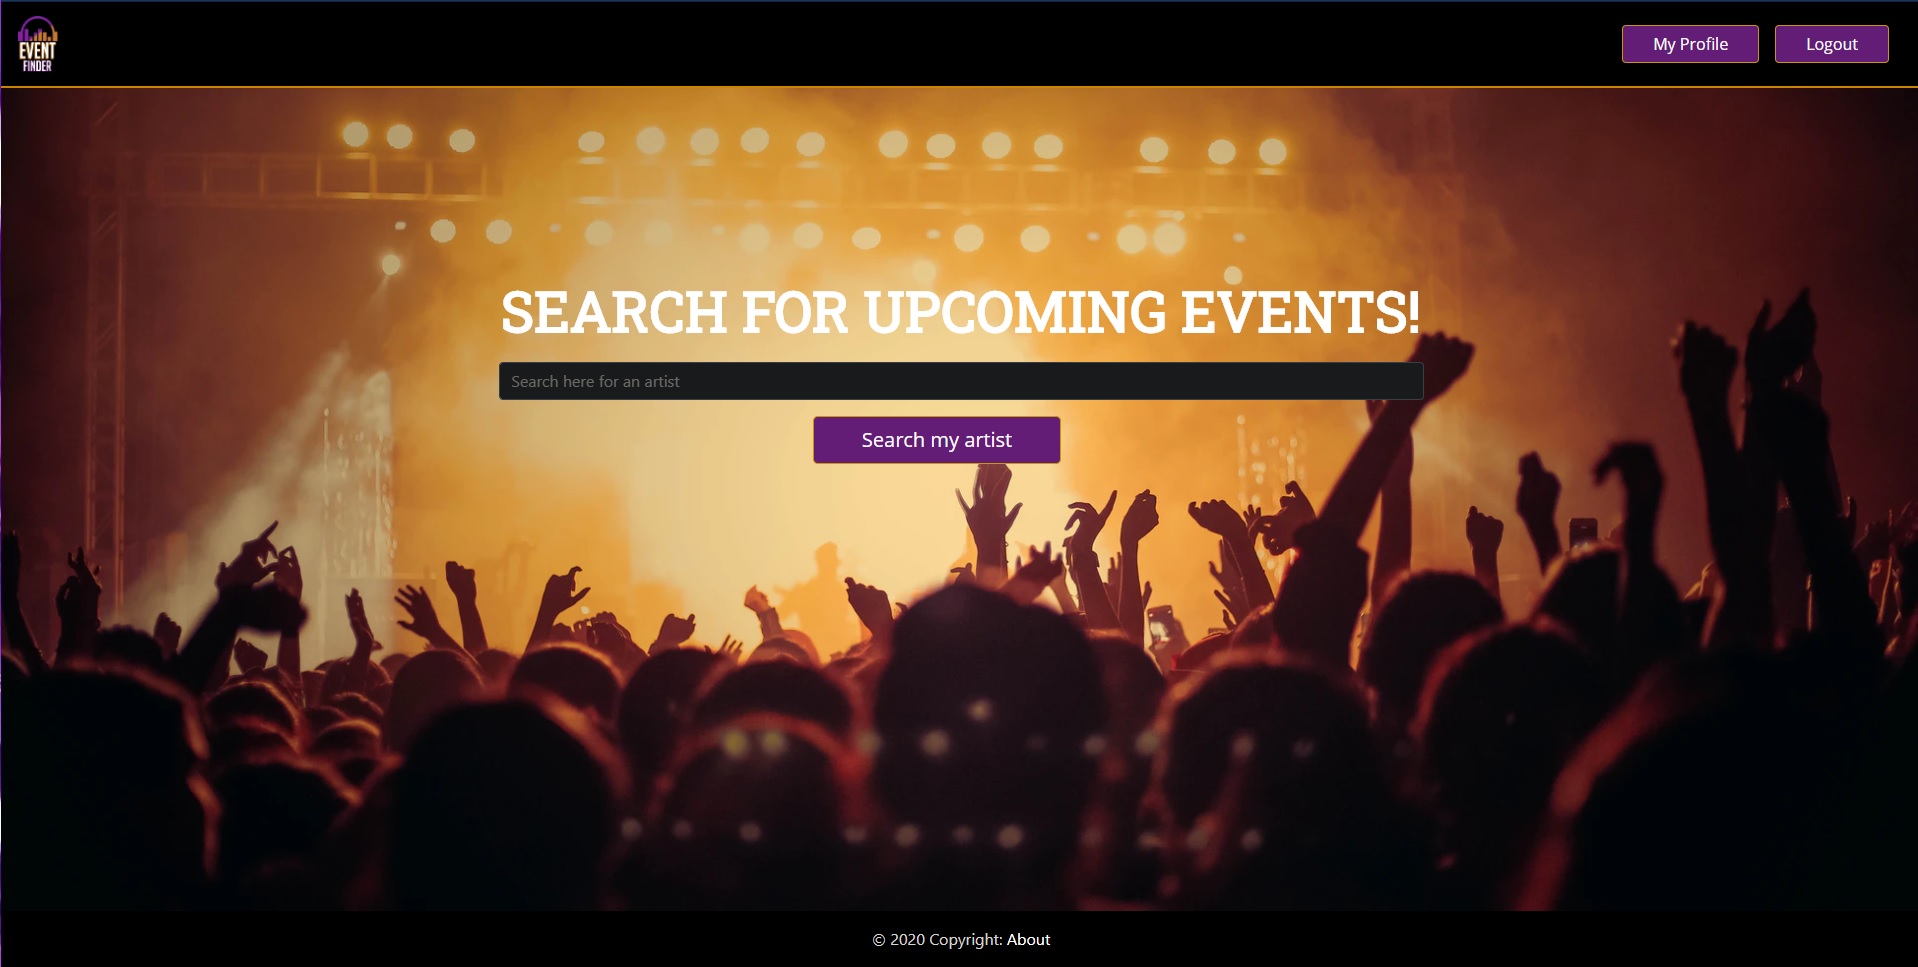 EVENT
FINDER
My Profile
Logout
SEARCH FOR UPCOMING EVENTS!
Search here for an artist
Search my artist
© 2020 Copyright: About